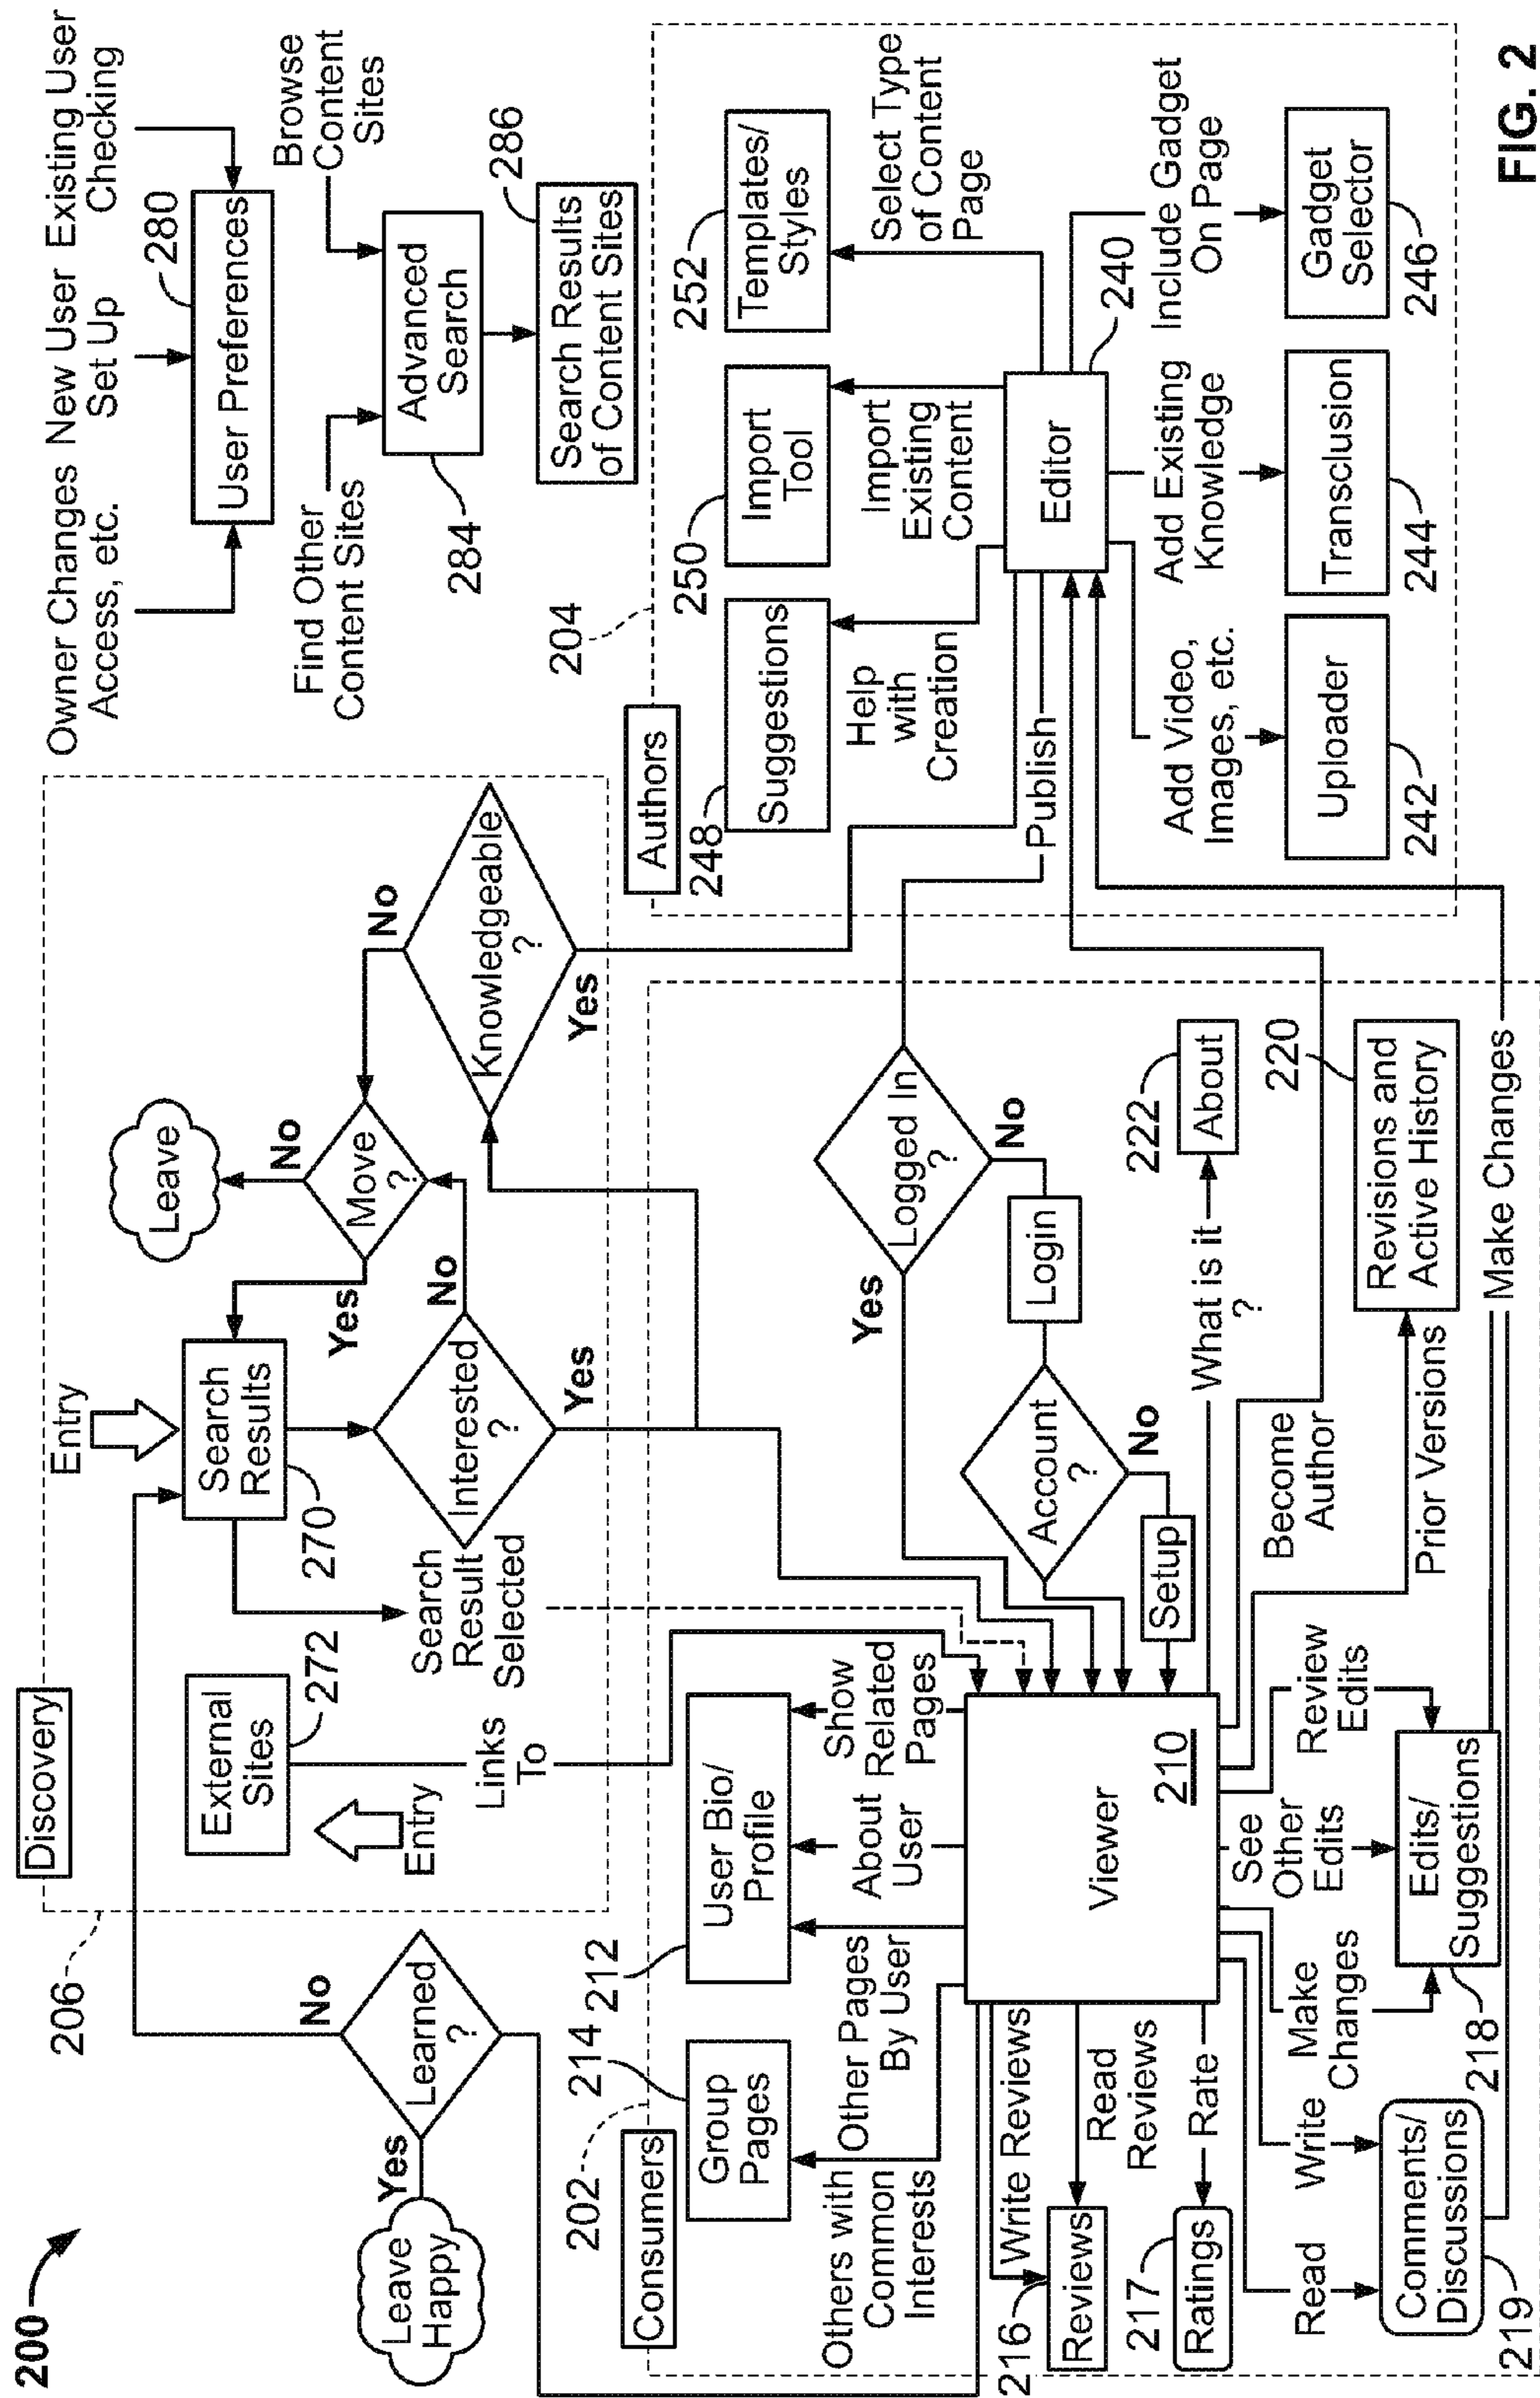 200
206
Discovery
Entry
Entry
External
Sites
272
Links
To
Search
Results
270
Search
Result
Selected
Interested
?
No
Yes
Move
?
Yes
No
Leave
Knowledgeable
?
No
Yes
Learned
?
No
Yes
Leave
Happy
Owner Changes
Access, etc.
New User
Set Up
Existing User
Checking
280
User Preferences
Find Other
Content Sites
Browse
Content
Sites
Advanced
Search
284
286
Search Results
of Content Sites
202
Consumers
214
Group
Pages
212
User Bio/
Profile
Others with
Common
Interests
Other Pages
By User
About
User
Show
Related
Pages
Viewer
210
Write Reviews
216
Reviews
Read
Reviews
217
Ratings
Rate
Read
Write
Comments/
Discussions
219
Make
Changes
See
Other
Edits
Review
Edits
Edits/
Suggestions
218
Logged In
?
Yes
No
Login
Account
?
No
Setup
What is it
?
222
About
Become
Author
Prior Versions
220
Revisions and
Active History
Make Changes
204
Authors
248
Suggestions
250
Import
Tool
252
Templates/
Styles
Help
with
Creation
Import
Existing
Content
Select Type
of Content
Page
Publish
Editor
240
Add Video,
Images, etc.
Add Existing
Knowledge
Include Gadget
On Page
Uploader
242
Transclusion
244
Gadget
Selector
246
FIG. 2